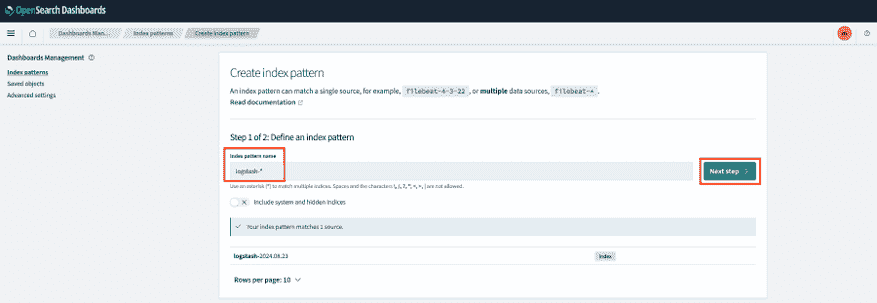 OpenSearch Dashboards
Dashboards Man... Index patterns Create index pattern
Dashboards Management
Index patterns
Saved objects
Advanced settings
Create index pattern
An index pattern can match a single source, for example, filebeat-4-3-22, or multiple data sources, filebeat-*.
Read documentation
Step 1 of 2: Define an index pattern
Index pattern name
logstash-*
Next step
Use an asterisk (*) to match multiple indices. Spaces and the characters are not allowed.
Include system and hidden indices
Your index pattern matches 1 source.
logstash-2024.08.23 Index
Rows per page: 10